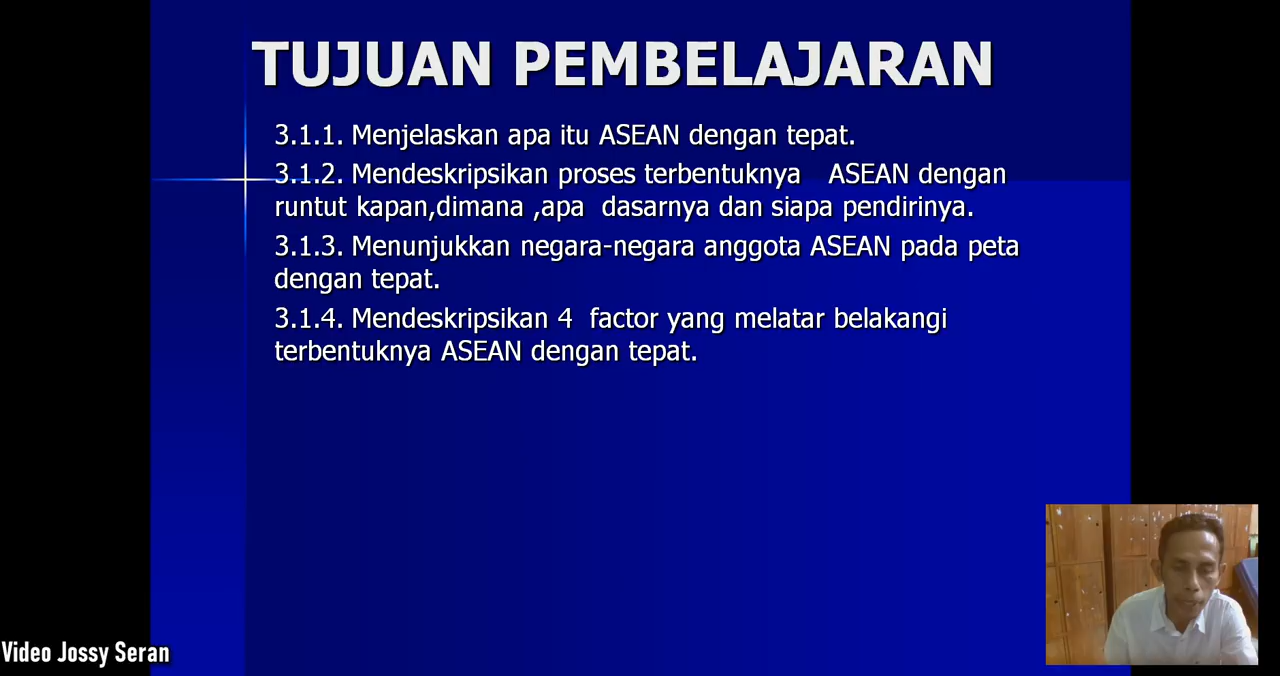 TUJUAN PEMBELAJARAN
3.1.1. Menjelaskan apa itu ASEAN dengan tepat.
3.1.2. Mendeskripsikan proses terbentuknya   ASEAN dengan
runtut kapan,dimana ,apa  dasarnya dan siapa pendirinya.
3.1.3. Menunjukkan negara-negara anggota ASEAN pada peta
dengan tepat.
3.1.4. Mendeskripsikan 4  factor yang melatar belakangi
terbentuknya ASEAN dengan tepat.
Video Jossy Seran